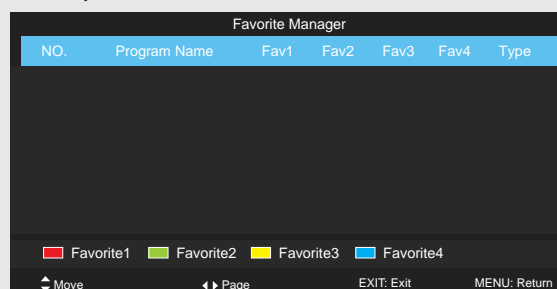 Favorite Manager
NO. Program Name Fav1 Fav2 Fav3 Fav4 Type
Favorite1 Favorite2 Favorite3 Favorite4
Move Page EXIT: Exit MENU: Return